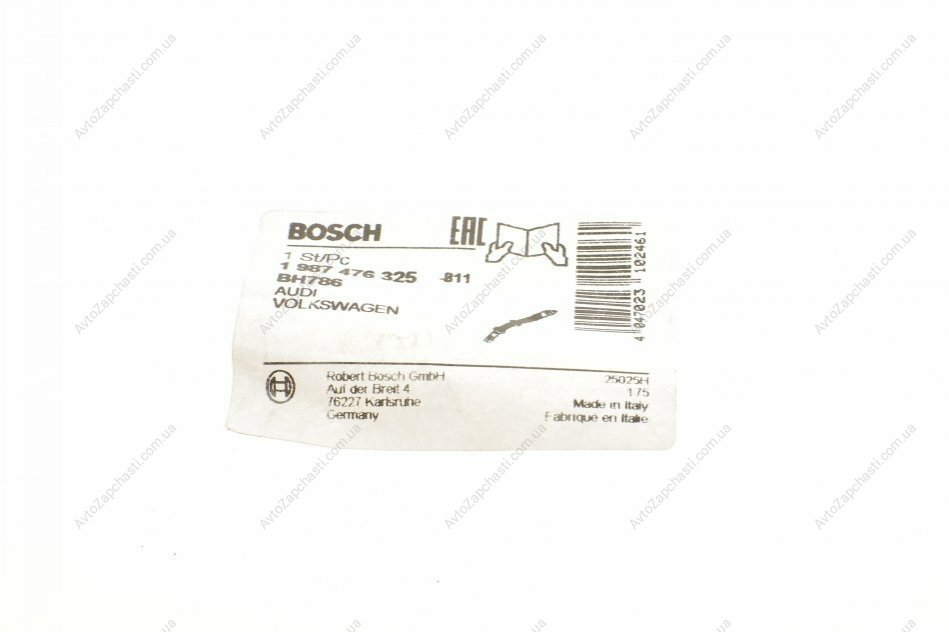 BOSCH EAC
1 St/Pc
1 987 476 325 -811
BH786
AUDI
VOLKSWAGEN
4 047023 102461
Robert Bosch GmbH
Auf der Breit 4
76227 Karlsruhe
Germany
25025H
175
Made in Italy
Fabriqué en Italie
AvtoZapchasti.com.ua